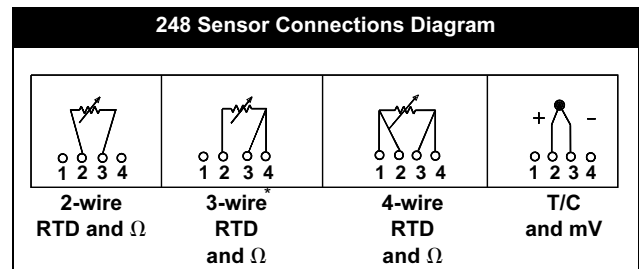 248 Sensor Connections Diagram
+ –
1 2 3 4 1 2 3 4 1 2 3 4 1 2 3 4
2-wire 3-wire* 4-wire T/C
RTD and Ω RTD RTD and mV
and Ω and Ω